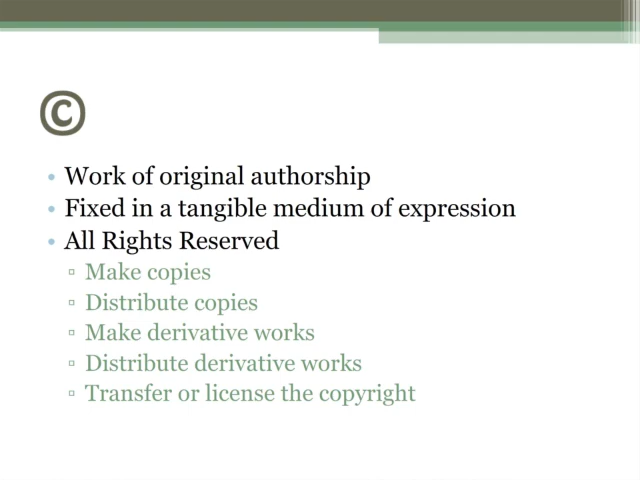 ©
• Work of original authorship
• Fixed in a tangible medium of expression
• All Rights Reserved
▫ Make copies
▫ Distribute copies
▫ Make derivative works
▫ Distribute derivative works
▫ Transfer or license the copyright